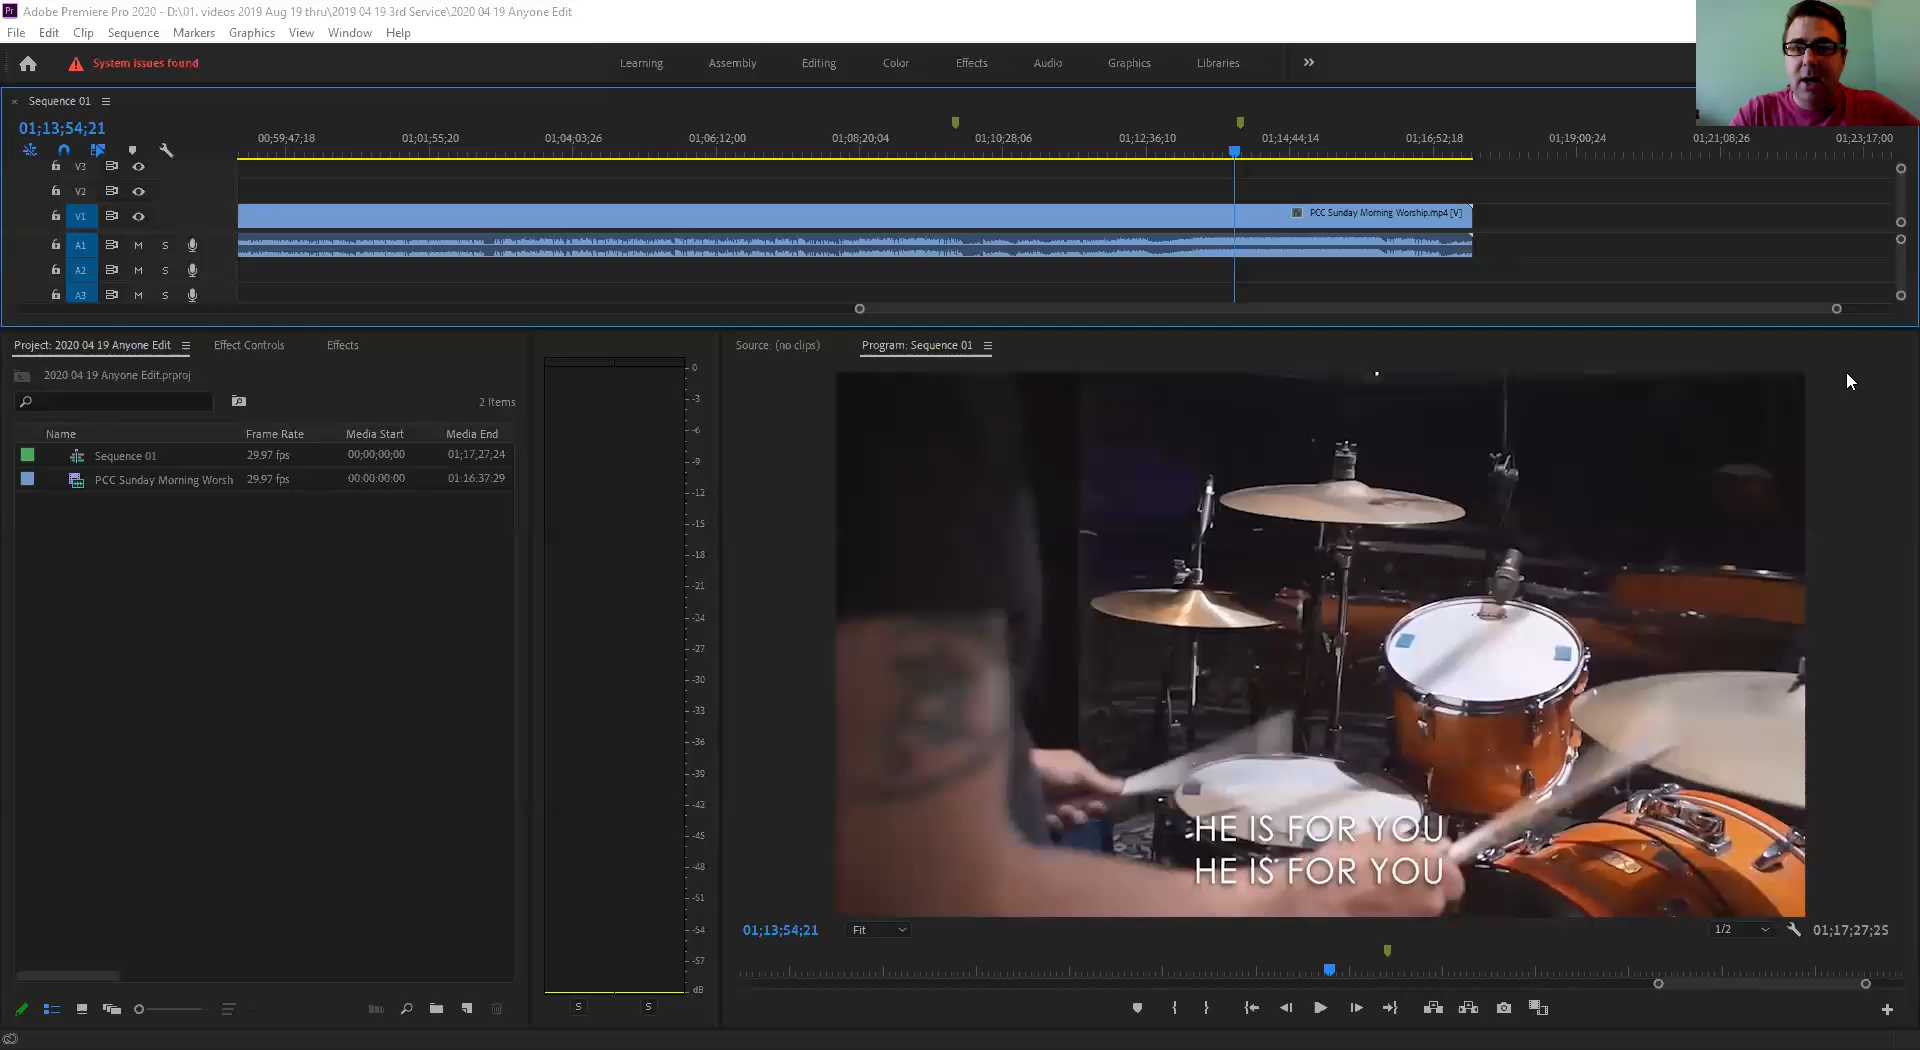 Adobe Premiere Pro 2020 - D:\01. videos 2019 Aug 19 thru\2019 04 19 3rd Service\2020 04 19 Anyone Edit
File Edit Clip Sequence Markers Graphics View Window Help
System issues found
Learning Assembly Editing Color Effects Audio Graphics Libraries
Sequence 01
01;13;54;21
00;59;47;18 01;01;55;20 01;04;03;26 01;06;12;00 01;08;20;04 01;10;28;06 01;12;36;10 01;14;44;14 01;16;52;18 01;19;00;24 01;21;08;26 01;23;17;00
V3
V2
V1 PCC Sunday Morning Worship.mp4 [V]
A1 M S
A2 M S
A3 M S
Project: 2020 04 19 Anyone Edit Effect Controls Effects
2020 04 19 Anyone Edit.prproj
2 Items
Name Frame Rate Media Start Media End
Sequence 01 29.97 fps 00;00;00;00 01;17;27;24
PCC Sunday Morning Worsh 29.97 fps 00:00:00:00 01:16:37:29
0
-3
-6
-9
-12
-15
-18
-21
-24
-27
-30
-33
-36
-39
-42
-45
-48
-51
-54
-57
dB
S S
Source: (no clips) Program: Sequence 01
HE IS FOR YOU
HE IS FOR YOU
01;13;54;21 Fit 1/2 01;17;27;25